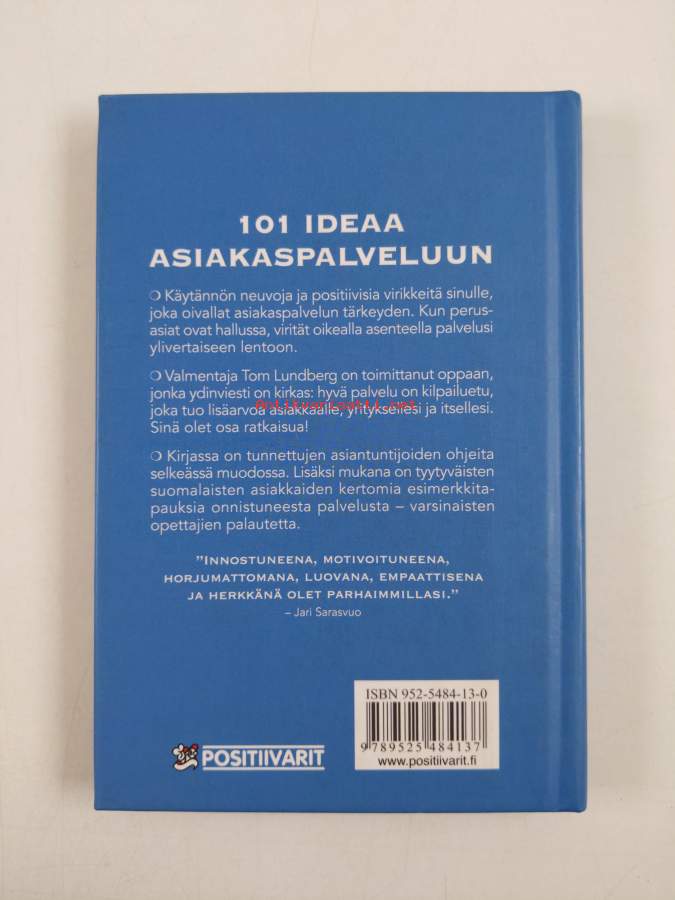 101 IDEAA
ASIAKASPALVELUUN
❍ Käytännön neuvoja ja positiivisia virikkeitä sinulle,
joka oivallat asiakaspalvelun tärkeyden. Kun perus-
asiat ovat hallussa, virität oikealla asenteella palvelusi
ylivertaiseen lentoon.
❍ Valmentaja Tom Lundberg on toimittanut oppaan,
jonka ydinviesti on kirkas: hyvä palvelu on kilpailuetu,
Antikvariaatti.net
joka tuo lisäarvoa asiakkaalle, yrityksellesi ja itsellesi.
Sinä olet osa ratkaisua!
❍ Kirjassa on tunnettujen asiantuntijoiden ohjeita
selkeässä muodossa. Lisäksi mukana on tyytyväisten
suomalaisten asiakkaiden kertomia esimerkkita-
pauksia onnistuneesta palvelusta – varsinaisten
opettajien palautetta.
”INNOSTUNEENA, MOTIVOITUNEENA,
HORJUMATTOMANA, LUOVANA, EMPAATTISENA
JA HERKKÄNÄ OLET PARHAIMMILLASI.”
– Jari Sarasvuo
ISBN 952-5484-13-0
9 789525 484137
www.positiivarit.fi
POSITIIVARIT